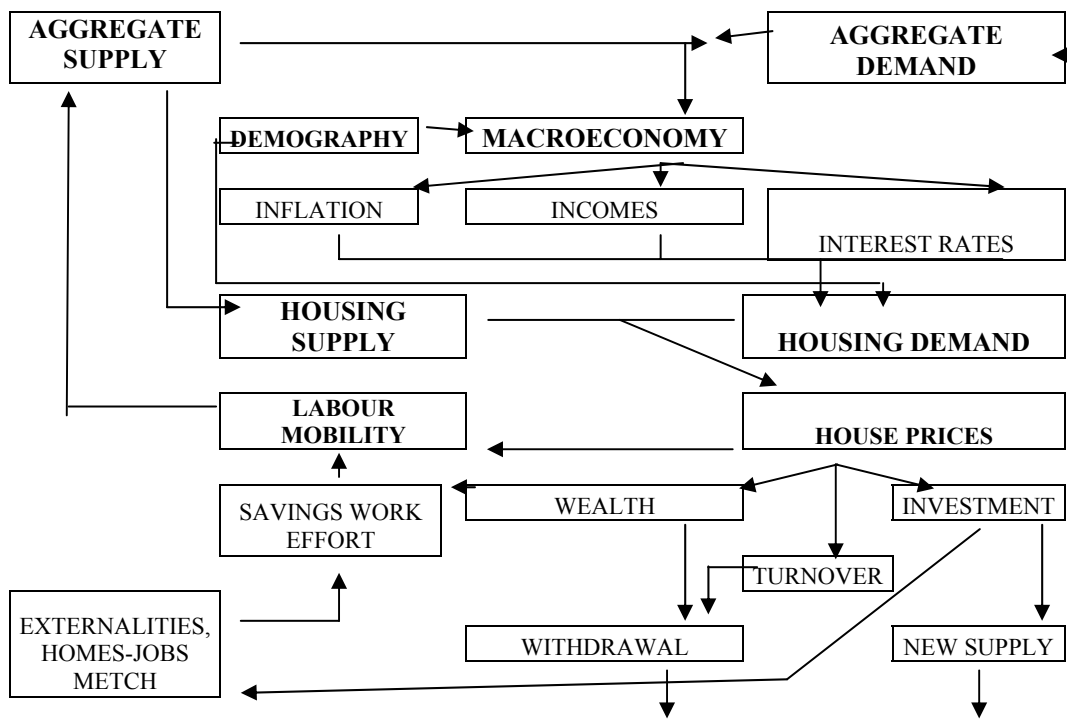 AGGREGATE
SUPPLY
AGGREGATE
DEMAND
DEMOGRAPHY
MACROECONOMY
INFLATION
INCOMES
INTEREST RATES
HOUSING
SUPPLY
HOUSING DEMAND
LABOUR
MOBILITY
HOUSE PRICES
SAVINGS WORK
EFFORT
WEALTH
INVESTMENT
TURNOVER
EXTERNALITIES,
HOMES-JOBS
METCH
WITHDRAWAL
NEW SUPPLY